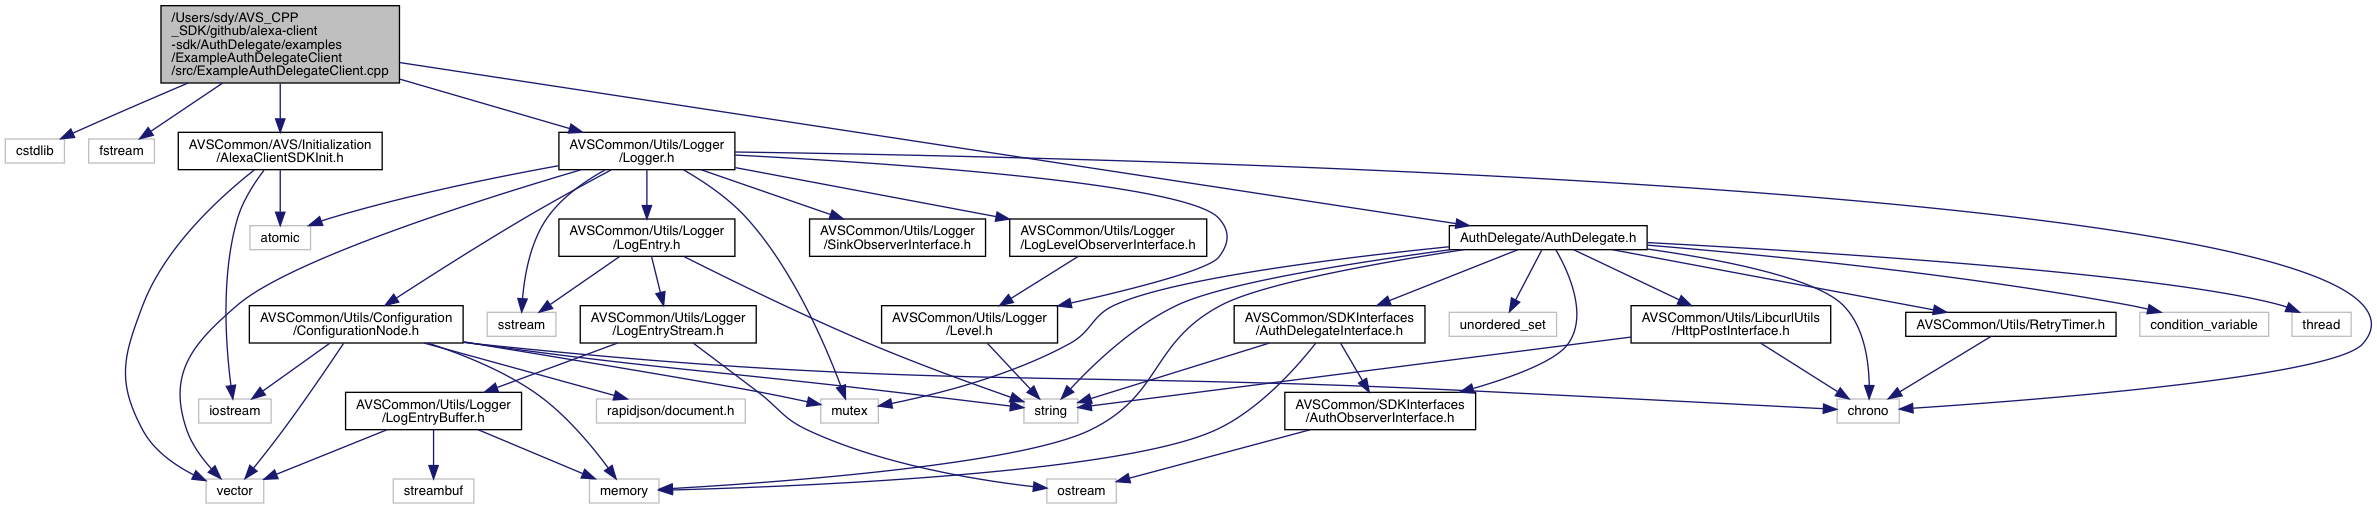 /Users/sdy/AVS_CPP
_SDK/github/alexa-client
-sdk/AuthDelegate/examples
/ExampleAuthDelegateClient
/src/ExampleAuthDelegateClient.cpp
cstdlib
fstream
AVSCommon/AVS/Initialization
/AlexaClientSDKInit.h
AVSCommon/Utils/Logger
/Logger.h
atomic
AVSCommon/Utils/Logger
/LogEntry.h
AVSCommon/Utils/Logger
/SinkObserverInterface.h
AVSCommon/Utils/Logger
/LogLevelObserverInterface.h
AuthDelegate/AuthDelegate.h
AVSCommon/Utils/Configuration
/ConfigurationNode.h
sstream
AVSCommon/Utils/Logger
/LogEntryStream.h
AVSCommon/Utils/Logger
/Level.h
AVSCommon/SDKInterfaces
/AuthDelegateInterface.h
unordered_set
AVSCommon/Utils/LibcurlUtils
/HttpPostInterface.h
AVSCommon/Utils/RetryTimer.h
condition_variable
thread
iostream
AVSCommon/Utils/Logger
/LogEntryBuffer.h
rapidjson/document.h
mutex
string
AVSCommon/SDKInterfaces
/AuthObserverInterface.h
chrono
vector
streambuf
memory
ostream